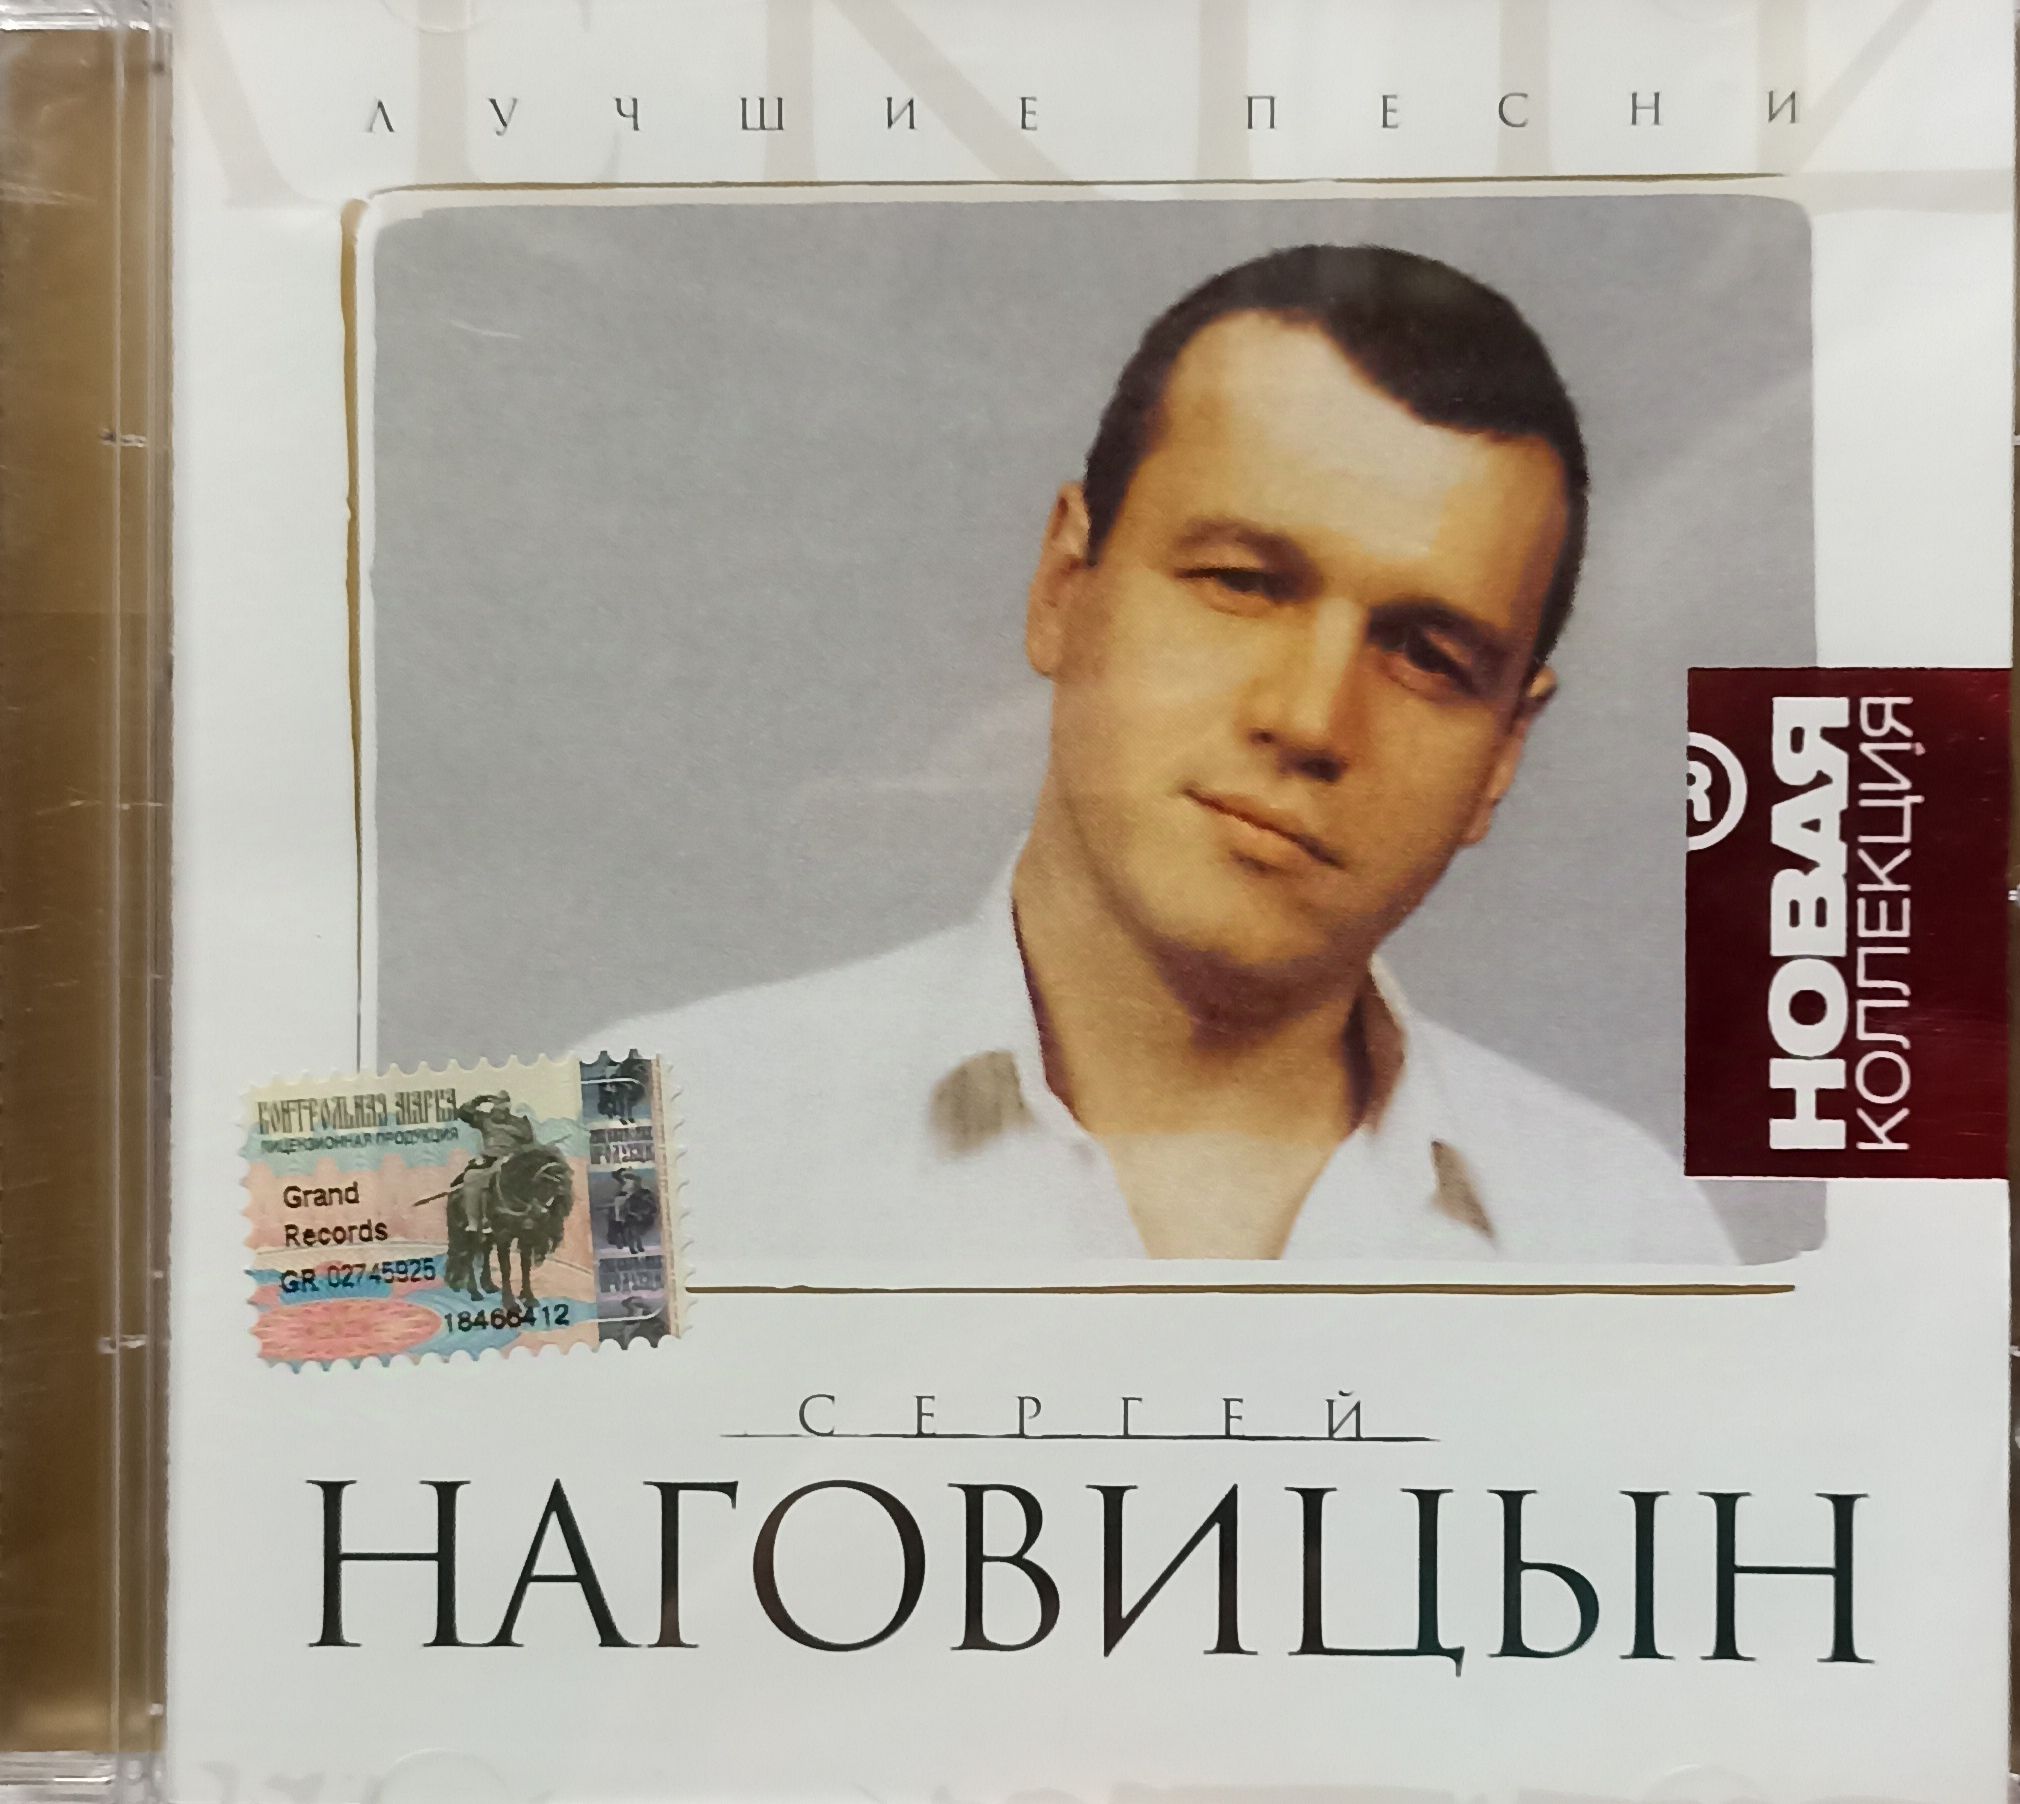 ЛУЧШИЕ ПЕСНИ
® НОВАЯ
КОЛЛЕКЦИЯ
КОНТРОЛЬНАЯ МАРКА
ЛИЦЕНЗИОННАЯ ПРОДУКЦИЯ
Grand
Records
GR 02745925
18466412
СЕРГЕЙ
НАГОВИЦЫН